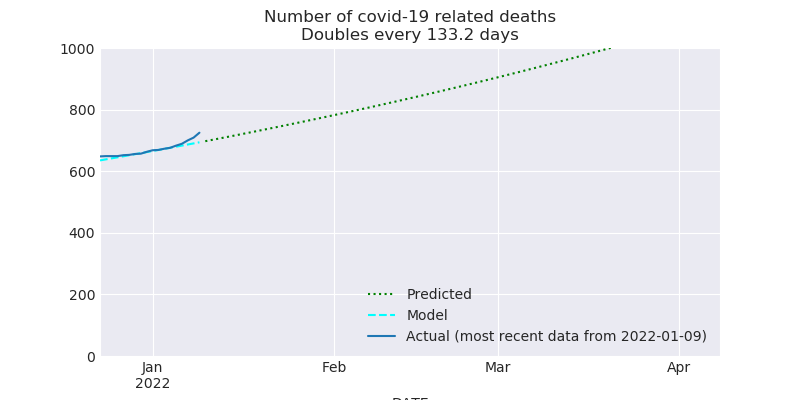 Number of covid-19 related deaths
Doubles every 133.2 days
1000
800
600
400
200
0
Predicted
Model
Actual (most recent data from 2022-01-09)
Jan
2022
Feb
Mar
Apr
DATE